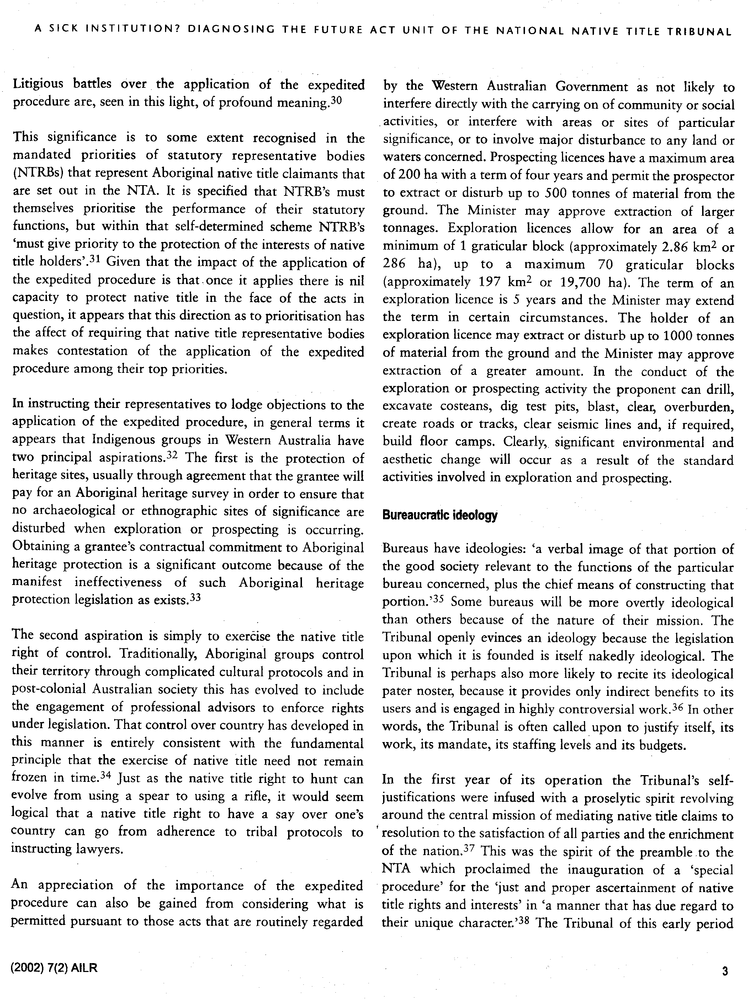 A SICK INSTITUTION? DIAGNOSING THE FUTURE ACT UNIT OF THE NATIONAL NATIVE TITLE TRIBUNAL
Litigious battles over the application of the expedited
procedure are, seen in this light, of profound meaning.30
This significance is to some extent recognised in the
mandated priorities of statutory representative bodies
(NTRBs) that represent Aboriginal native title claimants that
are set out in the NTA. It is specified that NTRB's must
themselves prioritise the performance of their statutory
functions, but within that self-determined scheme NTRB's
‘must give priority to the protection of the interests of native
title holders’.31 Given that the impact of the application of
the expedited procedure is that once it applies there is nil
capacity to protect native title in the face of the acts in
question, it appears that this direction as to prioritisation has
the affect of requiring that native title representative bodies
makes contestation of the application of the expedited
procedure among their top priorities.
In instructing their representatives to lodge objections to the
application of the expedited procedure, in general terms it
appears that Indigenous groups in Western Australia have
two principal aspirations.32 The first is the protection of
heritage sites, usually through agreement that the grantee will
pay for an Aboriginal heritage survey in order to ensure that
no archaeological or ethnographic sites of significance are
disturbed when exploration or prospecting is occurring.
Obtaining a grantee's contractual commitment to Aboriginal
heritage protection is a significant outcome because of the
manifest ineffectiveness of such Aboriginal heritage
protection legislation as exists.33
The second aspiration is simply to exercise the native title
right of control. Traditionally, Aboriginal groups control
their territory through complicated cultural protocols and in
post-colonial Australian society this has evolved to include
the engagement of professional advisors to enforce rights
under legislation. That control over country has developed in
this manner is entirely consistent with the fundamental
principle that the exercise of native title need not remain
frozen in time.34 Just as the native title right to hunt can
evolve from using a spear to using a rifle, it would seem
logical that a native title right to have a say over one's
country can go from adherence to tribal protocols to
instructing lawyers.
An appreciation of the importance of the expedited
procedure can also be gained from considering what is
permitted pursuant to those acts that are routinely regarded
by the Western Australian Government as not likely to
interfere directly with the carrying on of community or social
activities, or interfere with areas or sites of particular
significance, or to involve major disturbance to any land or
waters concerned. Prospecting licences have a maximum area
of 200 ha with a term of four years and permit the prospector
to extract or disturb up to 500 tonnes of material from the
ground. The Minister may approve extraction of larger
tonnages. Exploration licences allow for an area of a
minimum of 1 graticular block (approximately 2.86 km2 or
286 ha), up to a maximum 70 graticular blocks
(approximately 197 km2 or 19,700 ha). The term of an
exploration licence is 5 years and the Minister may extend
the term in certain circumstances. The holder of an
exploration licence may extract or disturb up to 1000 tonnes
of material from the ground and the Minister may approve
extraction of a greater amount. In the conduct of the
exploration or prospecting activity the proponent can drill,
excavate costeans, dig test pits, blast, clear, overburden,
create roads or tracks, clear seismic lines and, if required,
build floor camps. Clearly, significant environmental and
aesthetic change will occur as a result of the standard
activities involved in exploration and prospecting.
Bureaucratic ideology
Bureaus have ideologies: ‘a verbal image of that portion of
the good society relevant to the functions of the particular
bureau concerned, plus the chief means of constructing that
portion.’35 Some bureaus will be more overtly ideological
than others because of the nature of their mission. The
Tribunal openly evinces an ideology because the legislation
upon which it is founded is itself nakedly ideological. The
Tribunal is perhaps also more likely to recite its ideological
pater noster, because it provides only indirect benefits to its
users and is engaged in highly controversial work.36 In other
words, the Tribunal is often called upon to justify itself, its
work, its mandate, its staffing levels and its budgets.
In the first year of its operation the Tribunal's self-
justifications were infused with a proselytic spirit revolving
around the central mission of mediating native title claims to
resolution to the satisfaction of all parties and the enrichment
of the nation.37 This was the spirit of the preamble to the
NTA which proclaimed the inauguration of a ‘special
procedure’ for the ‘just and proper ascertainment of native
title rights and interests’ in ‘a manner that has due regard to
their unique character.’38 The Tribunal of this early period
(2002) 7(2) AILR
3